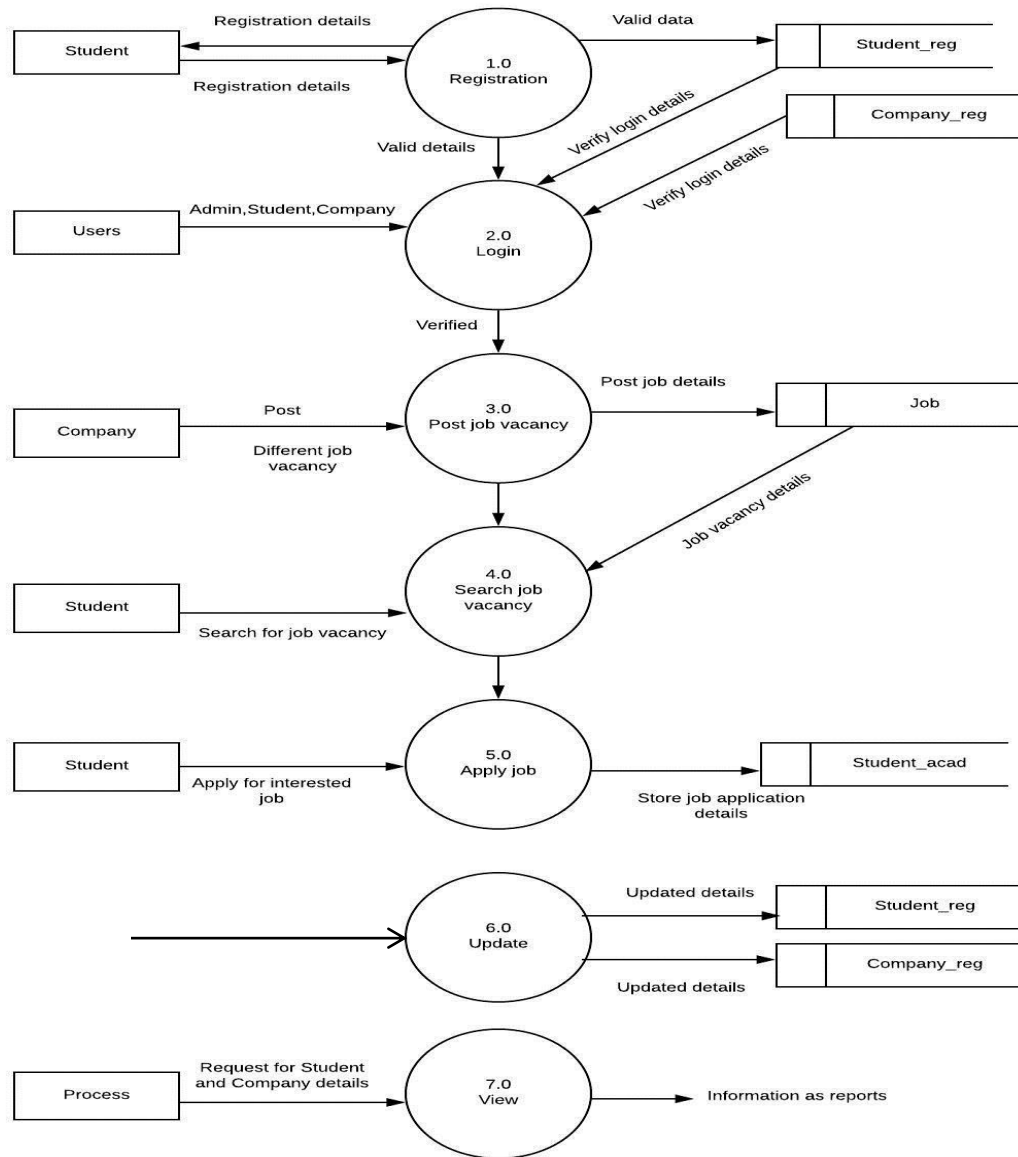 Registration details
Valid data
Student
1.0
Registration
Student_reg
Registration details
Company_reg
Valid details
Verify login details
Verify login details
Admin,Student,Company
Users
2.0
Login
Verified
Post job details
3.0
Post job vacancy
Job
Company
Post
Different job
vacancy
Job vacancy details
4.0
Search job
vacancy
Student
Search for job vacancy
Student
5.0
Apply job
Student_acad
Apply for interested
job
Store job application
details
Updated details
Student_reg
6.0
Update
Company_reg
Updated details
Request for Student
and Company details
Process
7.0
View
Information as reports